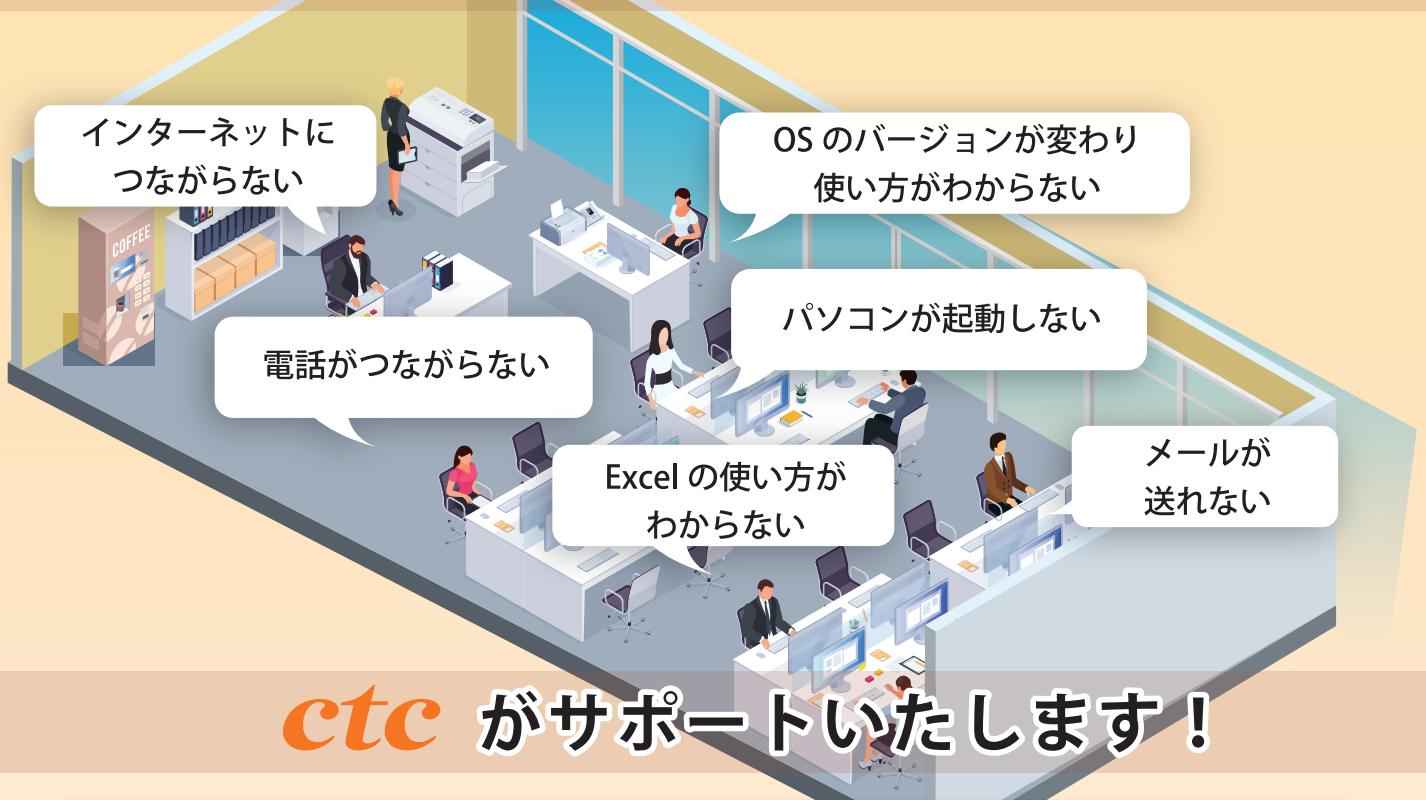 インターネットに
つながらない
OS のバージョンが変わり
使い方がわからない
COFFEE
パソコンが起動しない
電話がつながらない
Excel の使い方が
わからない
メールが
送れない
ctc がサポートいたします！